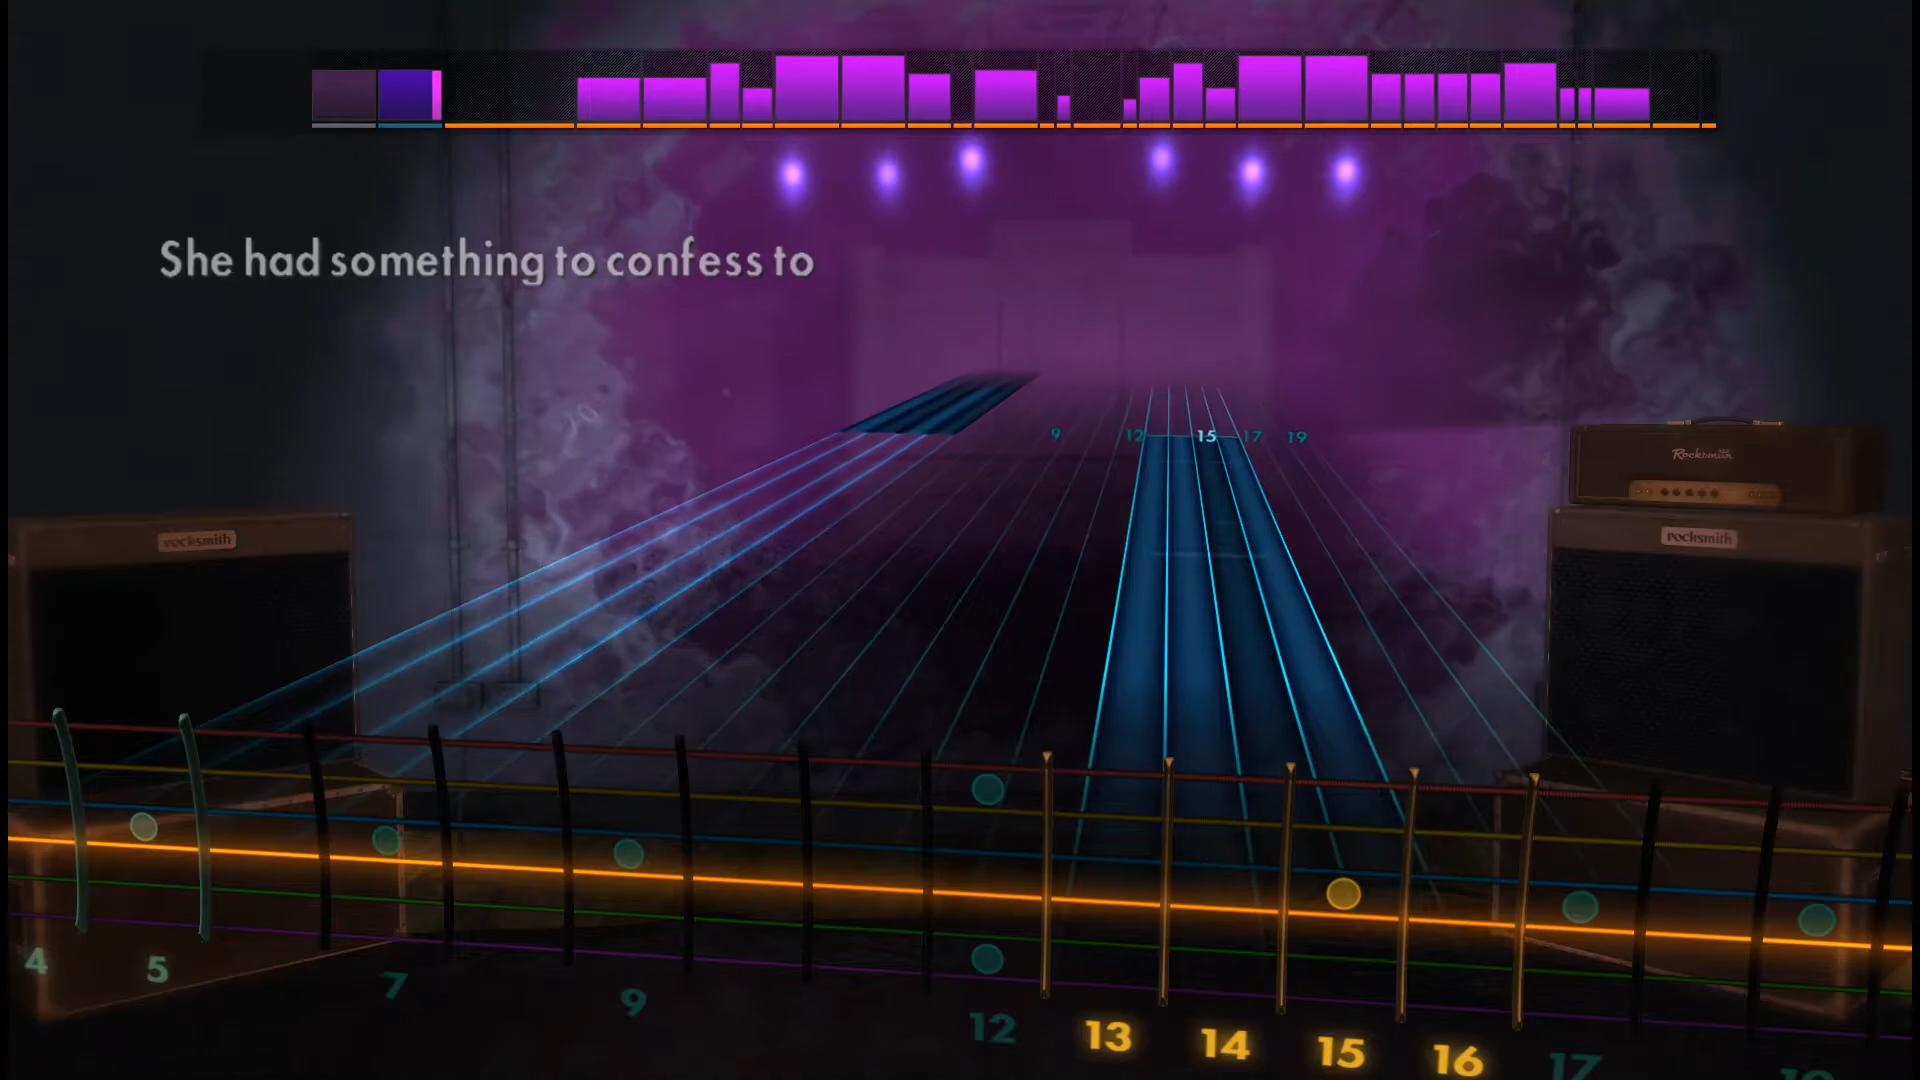 She had something to confess to
9 12 15 17 19
Rocksmith
rocksmith
rocksmith
4 5 7 9 12 13 14 15 16 17